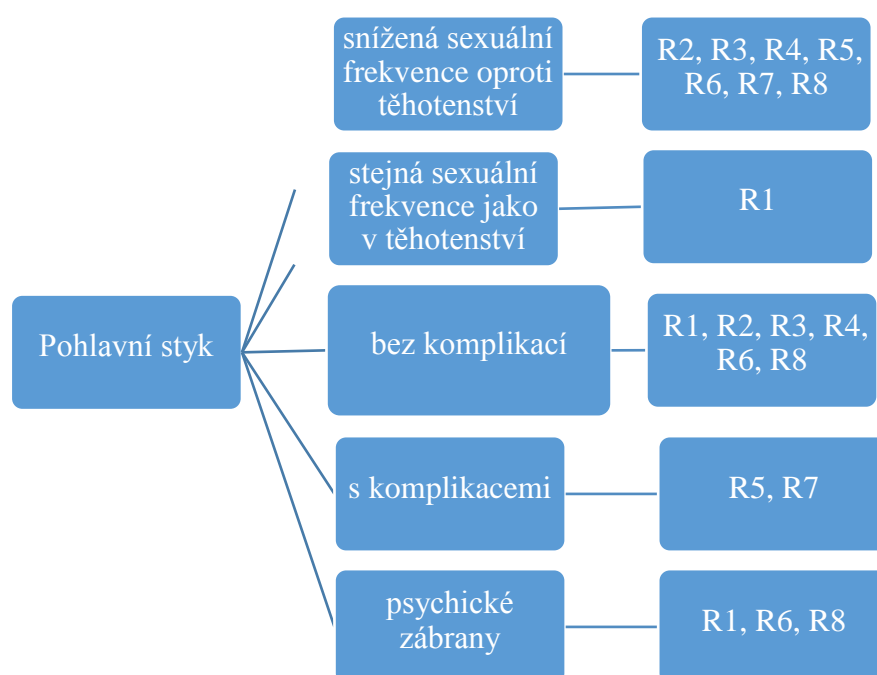 snížená sexuální
frekvence oproti
těhotenství
R2, R3, R4, R5,
R6, R7, R8
stejná sexuální
frekvence jako
v těhotenství
R1
Pohlavní styk
bez komplikací
R1, R2, R3, R4,
R6, R8
s komplikacemi
R5, R7
psychické
zábrany
R1, R6, R8